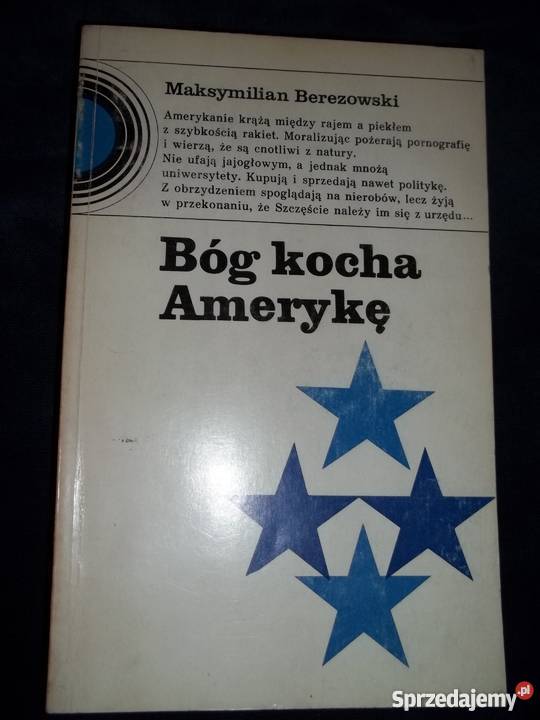 Maksymilian Berezowski
Amerykanie krążą między rajem a piekłem
z szybkością rakiet. Moralizując pożerają pornografię
i wierzą, że są cnotliwi z natury.
Nie ufają jajogłowym, a jednak mnożą
uniwersytety. Kupują i sprzedają nawet politykę.
Z obrzydzeniem spoglądają na nierobów, lecz żyją
w przekonaniu, że Szczęście należy im się z urzędu...
Bóg kocha
Amerykę
Sprzedajemy.pl